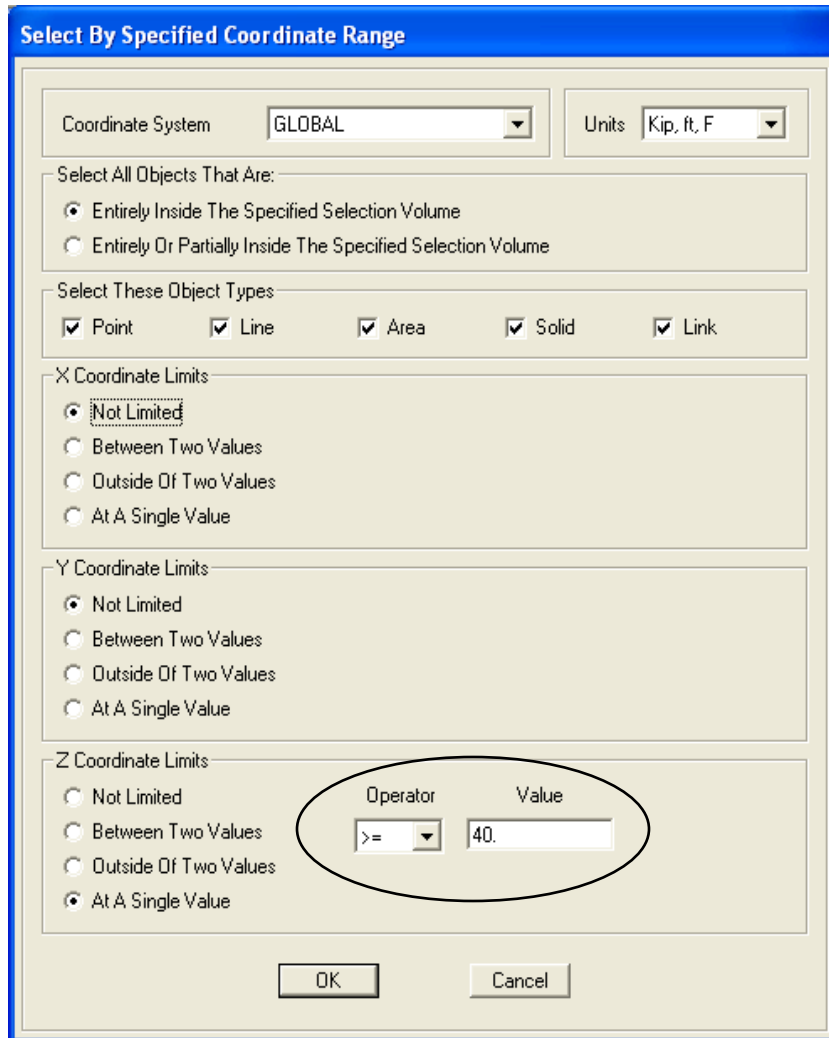 Select By Specified Coordinate Range
Coordinate System GLOBAL Units Kip, ft, F
Select All Objects That Are:
Entirely Inside The Specified Selection Volume
Entirely Or Partially Inside The Specified Selection Volume
Select These Object Types
Point Line Area Solid Link
X Coordinate Limits
Not Limited
Between Two Values
Outside Of Two Values
At A Single Value
Y Coordinate Limits
Not Limited
Between Two Values
Outside Of Two Values
At A Single Value
Z Coordinate Limits
Not Limited Operator Value
Between Two Values >= 40.
Outside Of Two Values
At A Single Value
OK Cancel